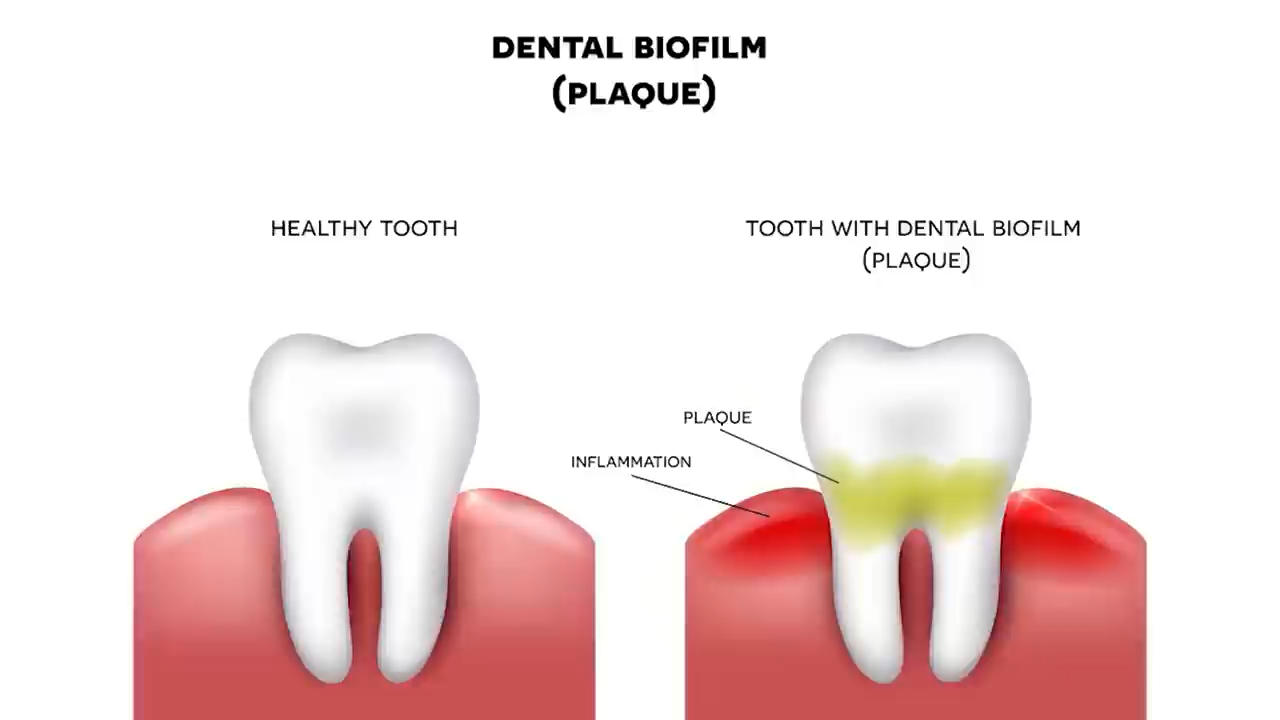 DENTAL BIOFILM
(PLAQUE)
HEALTHY TOOTH
TOOTH WITH DENTAL BIOFILM
(PLAQUE)
PLAQUE
INFLAMMATION